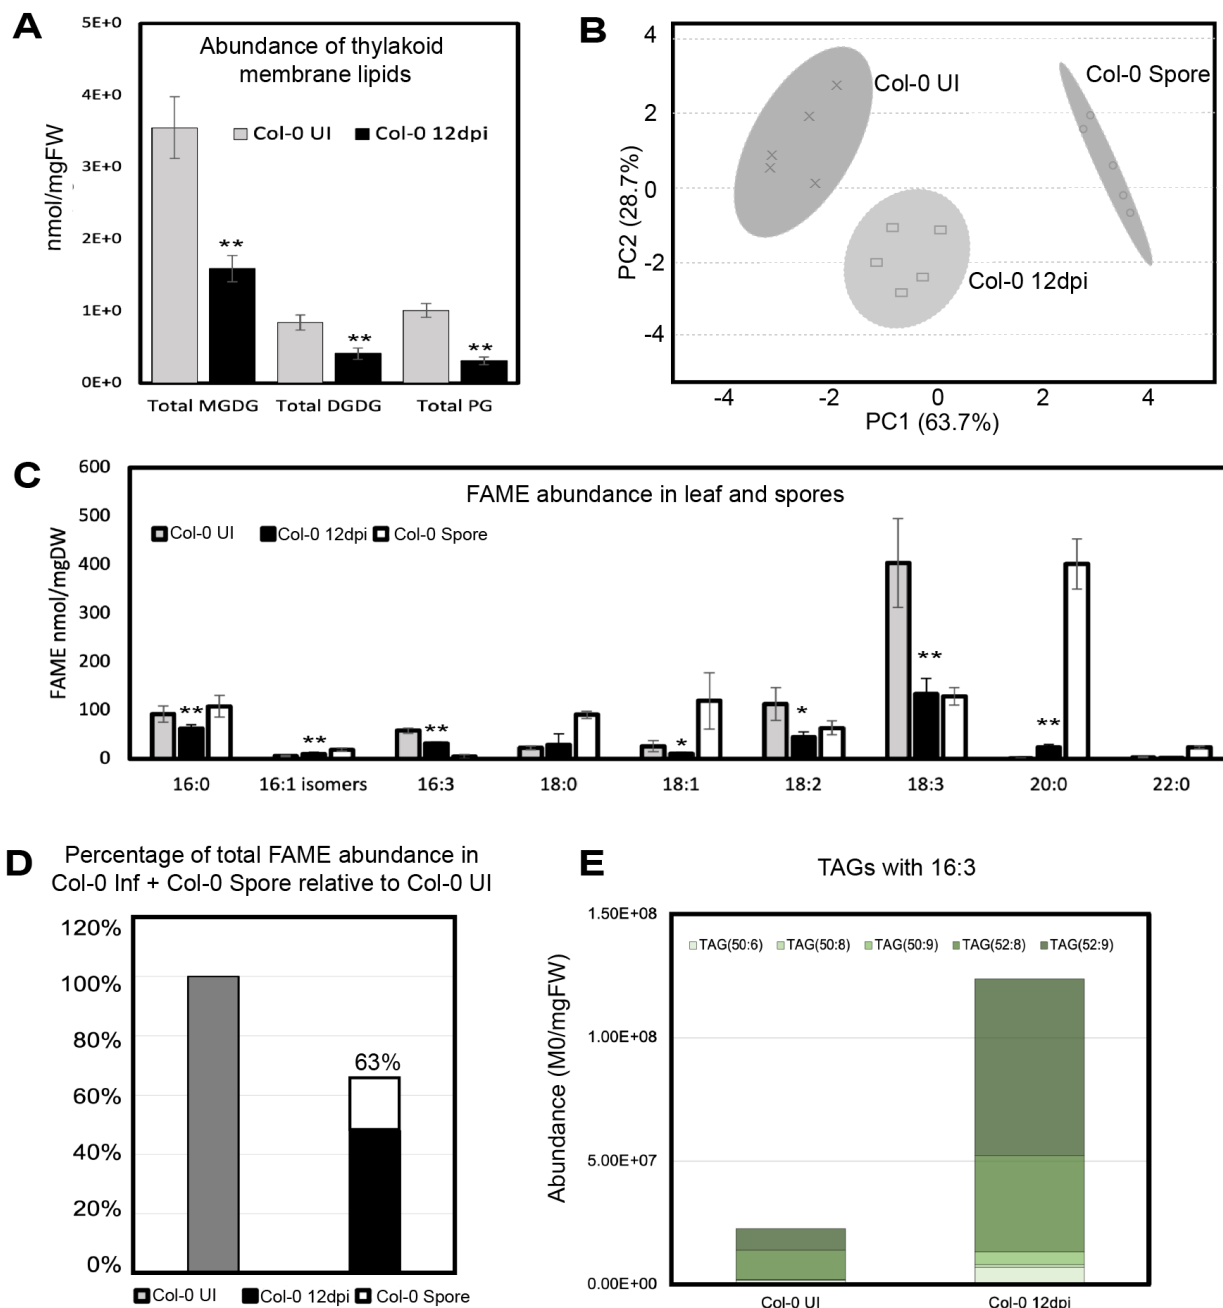 A
5E+0
4E+0
3E+0
2E+0
1E+0
0E+0
nmol/mgFW
Abundance of thylakoid
membrane lipids
Col-0 UI
Col-0 12dpi
**
**
**
Total MGDG
Total DGDG
Total PG
B
4
2
0
-2
-4
PC2 (28.7%)
Col-0 UI
Col-0 Spore
Col-0 12dpi
-4
-2
0
2
4
PC1 (63.7%)
C
600
500
400
300
200
100
0
FAME nmol/mgDW
FAME abundance in leaf and spores
Col-0 UI
Col-0 12dpi
Col-0 Spore
**
**
**
*
*
**
**
16:0
16:1 isomers
16:3
18:0
18:1
18:2
18:3
20:0
22:0
D
Percentage of total FAME abundance in
Col-0 Inf + Col-0 Spore relative to Col-0 UI
120%
100%
80%
60%
40%
20%
0%
63%
Col-0 UI
Col-0 12dpi
Col-0 Spore
E
TAGs with 16:3
1.50E+08
1.00E+08
5.00E+07
0.00E+00
Abundance (M0/mgFW)
TAG(50:6)
TAG(50:8)
TAG(50:9)
TAG(52:8)
TAG(52:9)
Col-0 UI
Col-0 12dpi